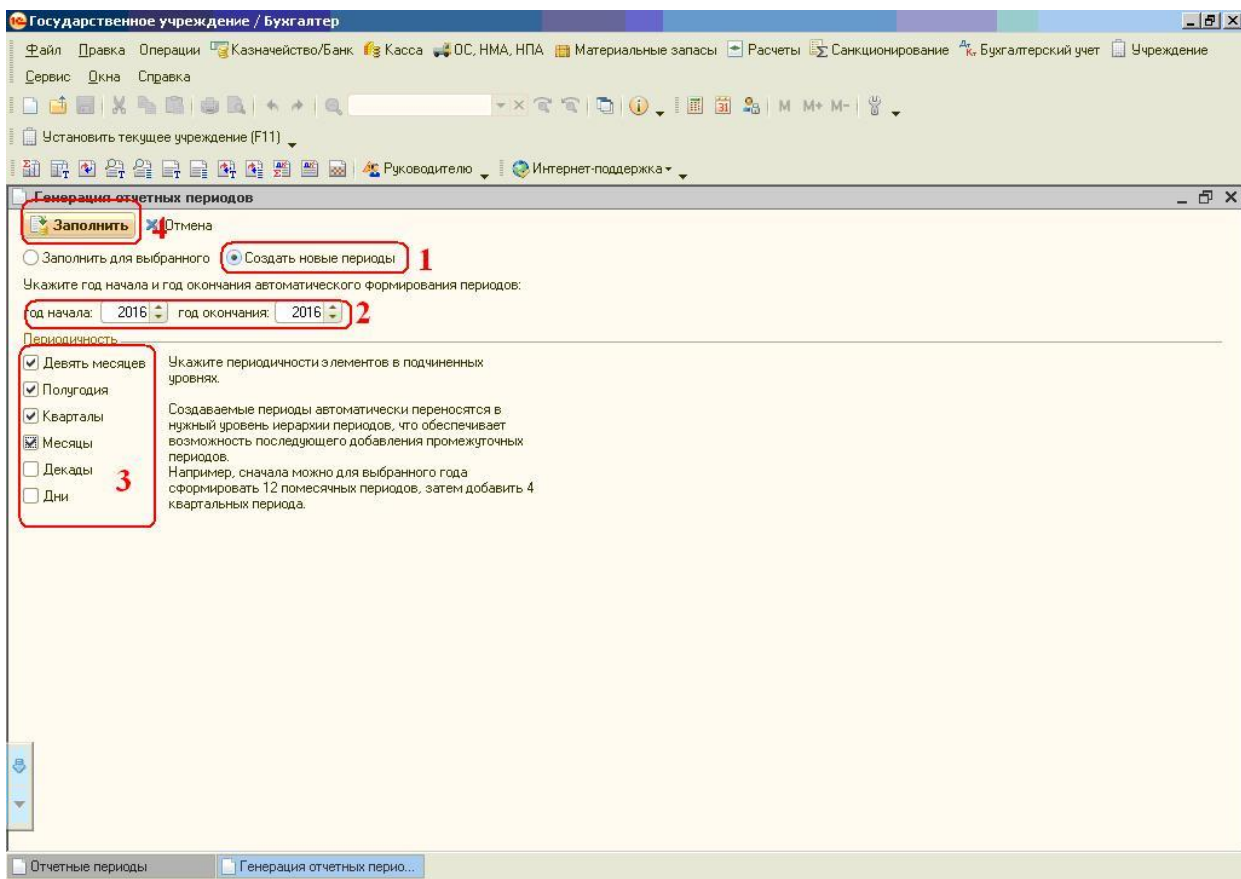 Государственное учреждение / Бухгалтер
Файл Правка Операции Казначейство/Банк Касса ОС, НМА, НПА Материальные запасы Расчеты Санкционирование Бухгалтерский учет Учреждение
Сервис Окна Справка
M M+ M-
Установить текущее учреждение (F11)
Руководителю Интернет-поддержка
Генерация отчетных периодов
Заполнить 4 Отмена
Заполнить для выбранного Создать новые периоды 1
Укажите год начала и год окончания автоматического формирования периодов:
год начала: 2016 год окончания: 2016 2
Периодичность
Девять месяцев
Полугодия
Кварталы
Месяцы
Декады
Дни
3
Укажите периодичности элементов в подчиненных
уровнях.
Создаваемые периоды автоматически переносятся в
нужный уровень иерархии периодов, что обеспечивает
возможность последующего добавления промежуточных
периодов.
Например, сначала можно для выбранного года
сформировать 12 помесячных периодов, затем добавить 4
квартальных периода.
Отчетные периоды Генерация отчетных перио...